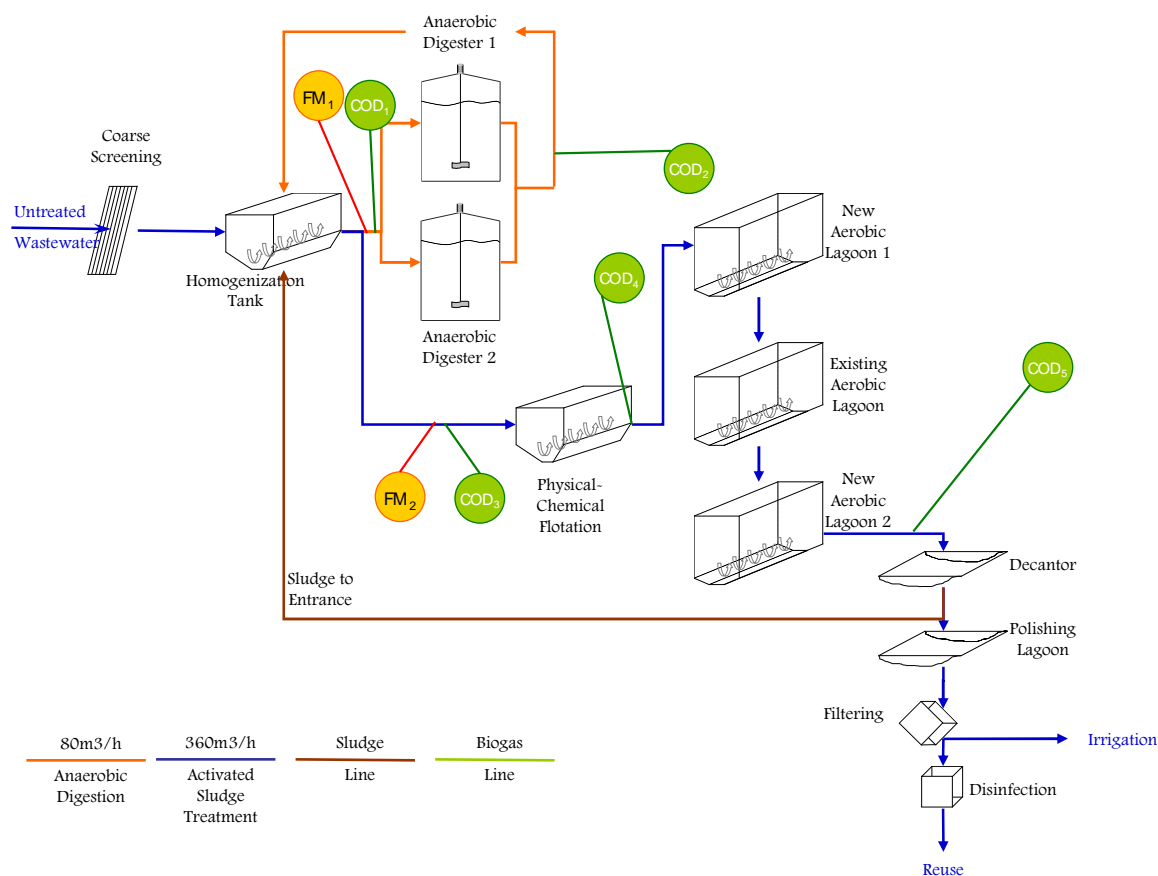 Anaerobic
Digester 1
FM1
COD1
Coarse
Screening
COD2
Untreated
Wastewater
New
Aerobic
Lagoon 1
Homogenization
Tank
COD4
Anaerobic
Digester 2
Existing
Aerobic
Lagoon
COD5
FM2
COD3
Physical-
Chemical
Flotation
New
Aerobic
Lagoon 2
Decantor
Sludge to
Entrance
Polishing
Lagoon
Filtering
Irrigation
80m3/h
Anaerobic
Digestion
360m3/h
Activated
Sludge
Treatment
Sludge
Line
Biogas
Line
Disinfection
Reuse